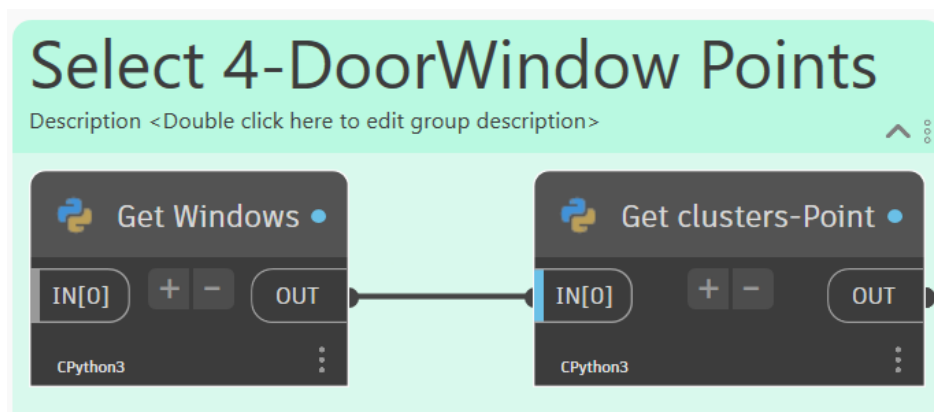 Select 4-DoorWindow Points
Description <Double click here to edit group description>
Get Windows
Get clusters-Point
IN[0] + - OUT
IN[0] + - OUT
CPython3
CPython3